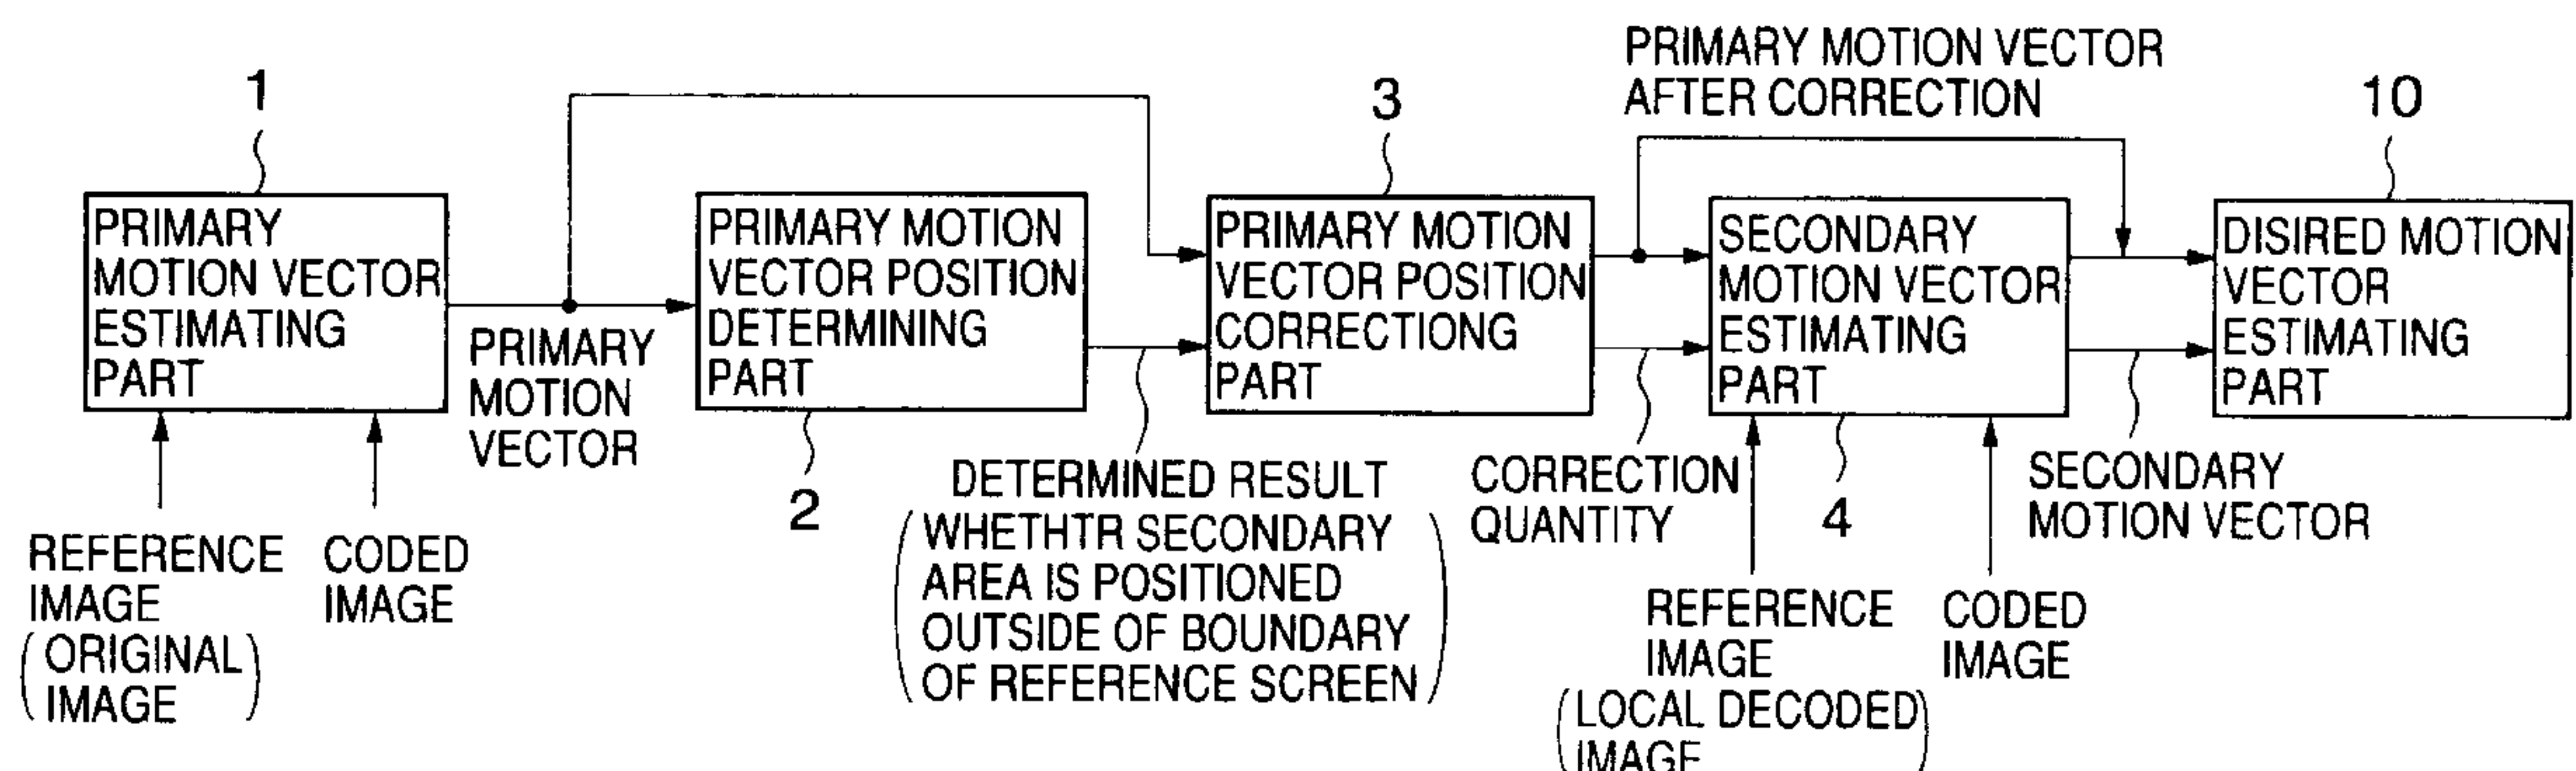 1
PRIMARY
MOTION VECTOR
ESTIMATING
PART
REFERENCE
IMAGE
(ORIGINAL
IMAGE)
CODED
IMAGE
PRIMARY
MOTION
VECTOR
PRIMARY MOTION
VECTOR POSITION
DETERMINING
PART
2
DETERMINED RESULT
(WHETHTR SECONDARY
AREA IS POSITIONED
OUTSIDE OF BOUNDARY
OF REFERENCE SCREEN)
3
PRIMARY MOTION
VECTOR POSITION
CORRECTIONG
PART
CORRECTION
QUANTITY
PRIMARY MOTION VECTOR
AFTER CORRECTION
SECONDARY
MOTION VECTOR
ESTIMATING
PART
4
REFERENCE
IMAGE
(LOCAL DECODED
IMAGE)
CODED
IMAGE
SECONDARY
MOTION VECTOR
10
DISIRED MOTION
VECTOR
ESTIMATING
PART